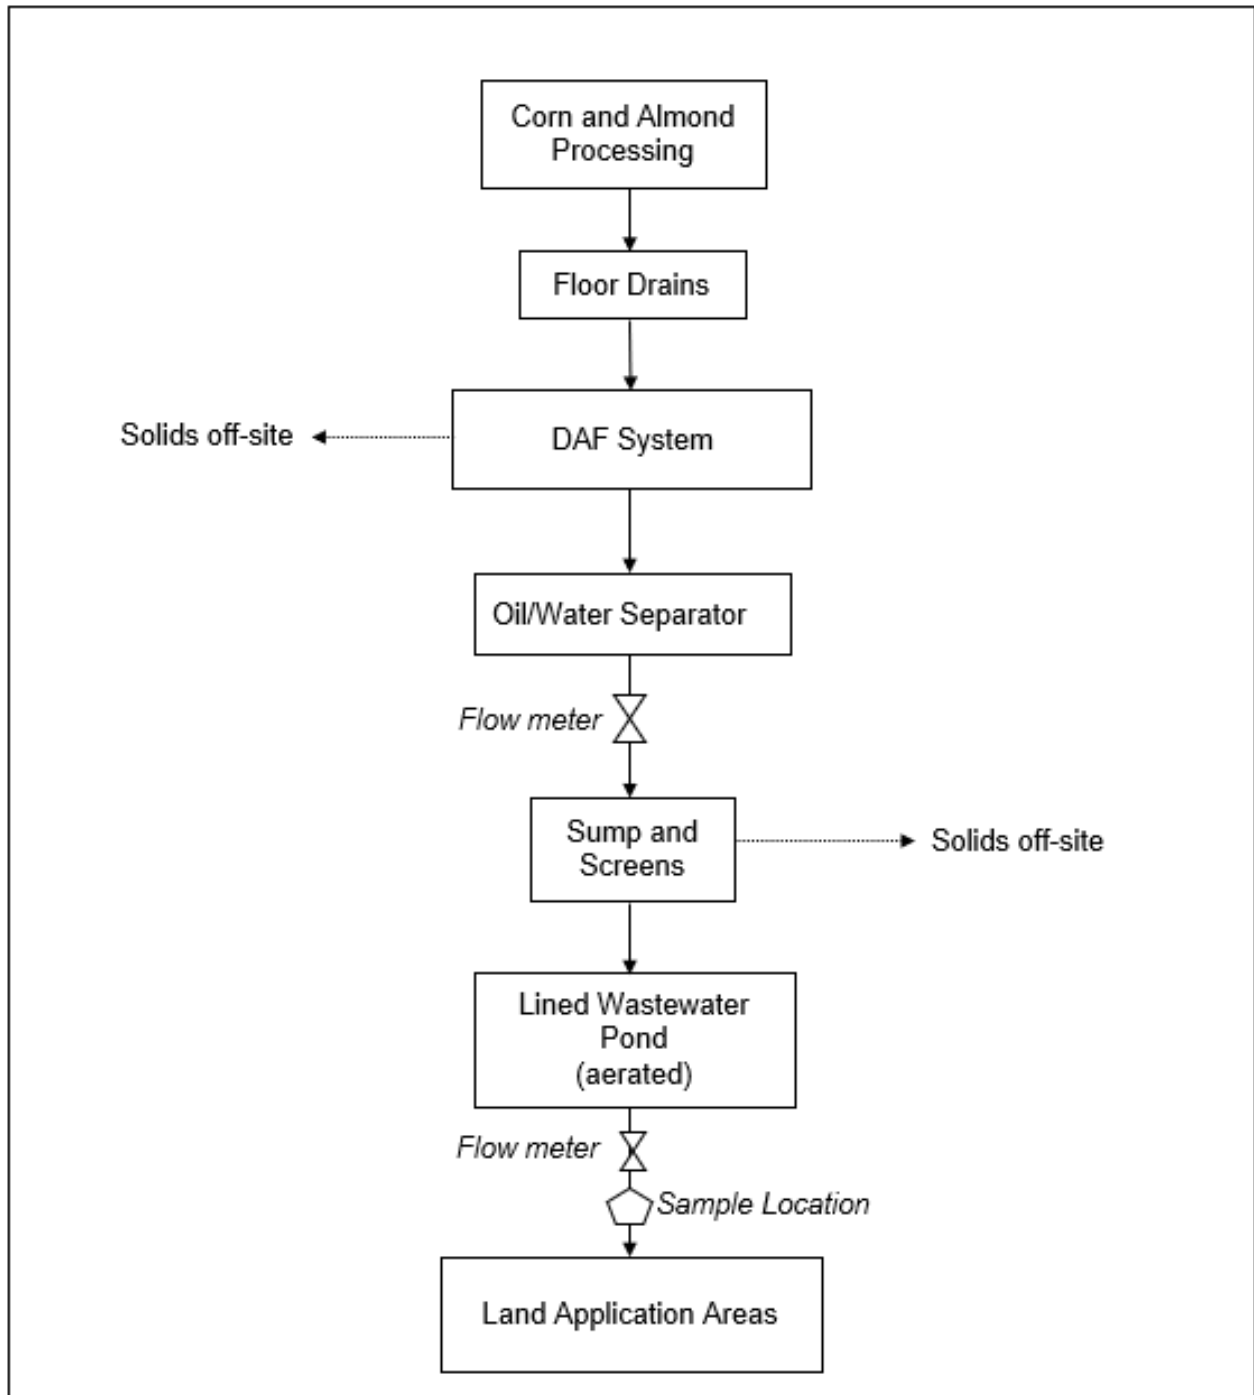 Corn and Almond
Processing
Floor Drains
Solids off-site
DAF System
Oil/Water Separator
Flow meter
Sump and
Screens
Solids off-site
Lined Wastewater
Pond
(aerated)
Flow meter
Sample Location
Land Application Areas